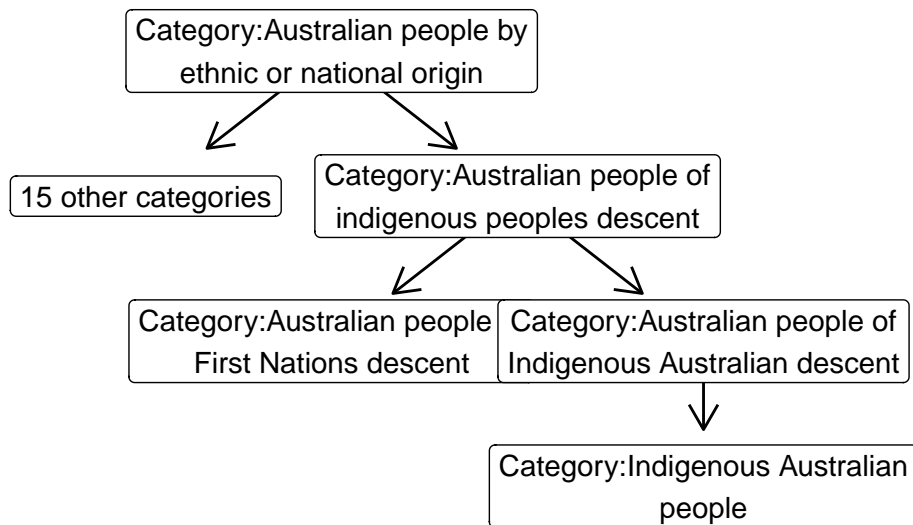 Category:Australian people by
ethnic or national origin
15 other categories
Category:Australian people of
indigenous peoples descent
Category:Australian people
First Nations descent
Category:Australian people of
Indigenous Australian descent
Category:Indigenous Australian
people